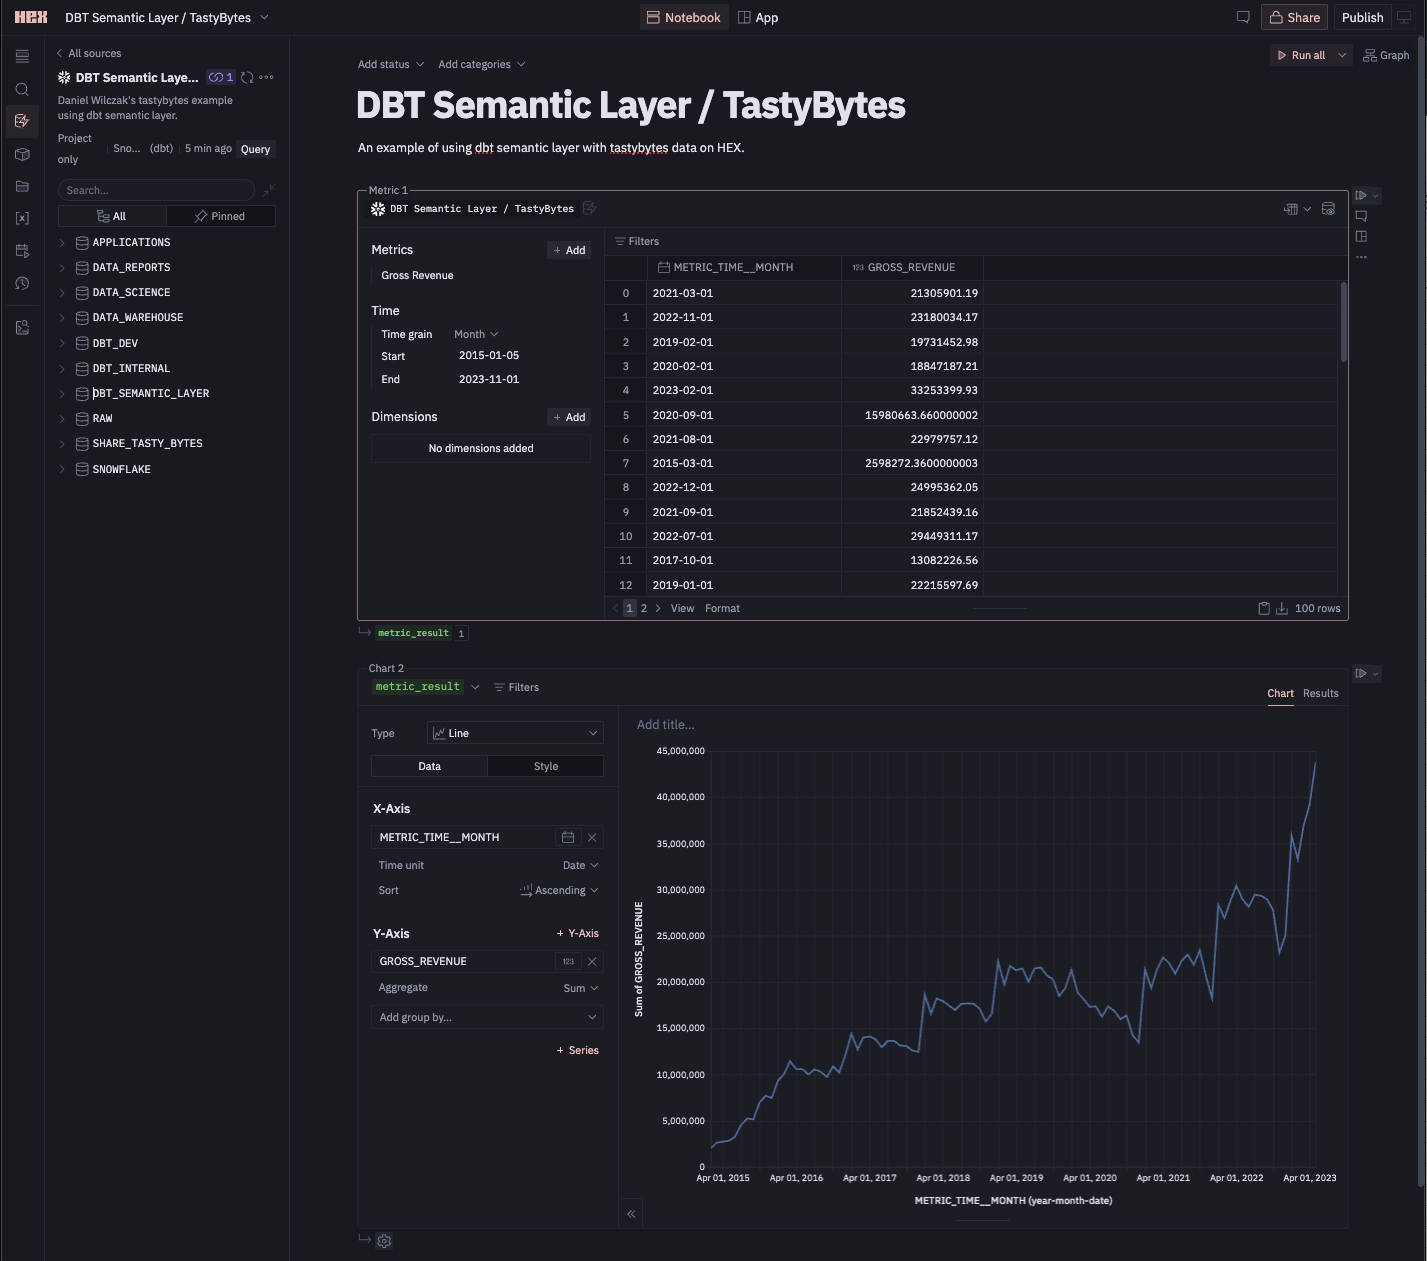 HEX
DBT Semantic Layer / TastyBytes
Notebook
App
Share
Publish
All sources
DBT Semantic Laye...
1
Daniel Wilczak's tastybytes example
using dbt semantic layer.
Project
only
Sno...
(dbt)
5 min ago
Query
Search...
All
Pinned
APPLICATIONS
DATA_REPORTS
DATA_SCIENCE
DATA_WAREHOUSE
DBT_DEV
DBT_INTERNAL
DBT_SEMANTIC_LAYER
RAW
SHARE_TASTY_BYTES
SNOWFLAKE
Add status
Add categories
Run all
Graph
DBT Semantic Layer / TastyBytes
An example of using dbt semantic layer with tastybytes data on HEX.
Metric 1
DBT Semantic Layer / TastyBytes
Metrics
+ Add
Gross Revenue
Time
Time grain Month
Start 2015-01-05
End 2023-11-01
Dimensions
+ Add
No dimensions added
Filters
METRIC_TIME__MONTH 123 GROSS_REVENUE
0 2021-03-01 21305901.19
1 2022-11-01 23180034.17
2 2019-02-01 19731452.98
3 2020-02-01 18847187.21
4 2023-02-01 33253399.93
5 2020-09-01 15980663.660000002
6 2021-08-01 22979757.12
7 2015-03-01 2598272.3600000003
8 2022-12-01 24995362.05
9 2021-09-01 21852439.16
10 2022-07-01 29449311.17
11 2017-10-01 13082226.56
12 2019-01-01 22215597.69
1 2 View Format
100 rows
metric_result 1
Chart 2
metric_result
Filters
Chart
Results
Type
Line
Data
Style
X-Axis
METRIC_TIME__MONTH
Time unit Date
Sort Ascending
Y-Axis
+ Y-Axis
GROSS_REVENUE 123
Aggregate Sum
Add group by...
+ Series
Add title...
45,000,000
40,000,000
35,000,000
30,000,000
25,000,000
20,000,000
15,000,000
10,000,000
5,000,000
0
Sum of GROSS_REVENUE
Apr 01, 2015 Apr 01, 2016 Apr 01, 2017 Apr 01, 2018 Apr 01, 2019 Apr 01, 2020 Apr 01, 2021 Apr 01, 2022 Apr 01, 2023
METRIC_TIME__MONTH (year-month-date)